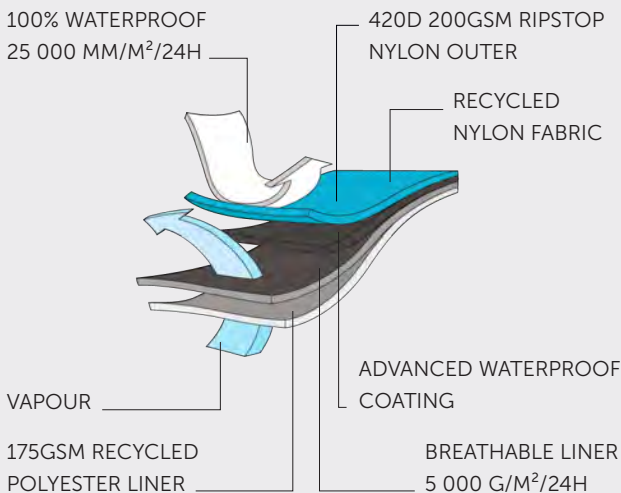 100% WATERPROOF
25 000 MM/M²/24H
420D 200GSM RIPSTOP
NYLON OUTER
RECYCLED
NYLON FABRIC
VAPOUR
ADVANCED WATERPROOF
COATING
175GSM RECYCLED
POLYESTER LINER
BREATHABLE LINER
5 000 G/M²/24H